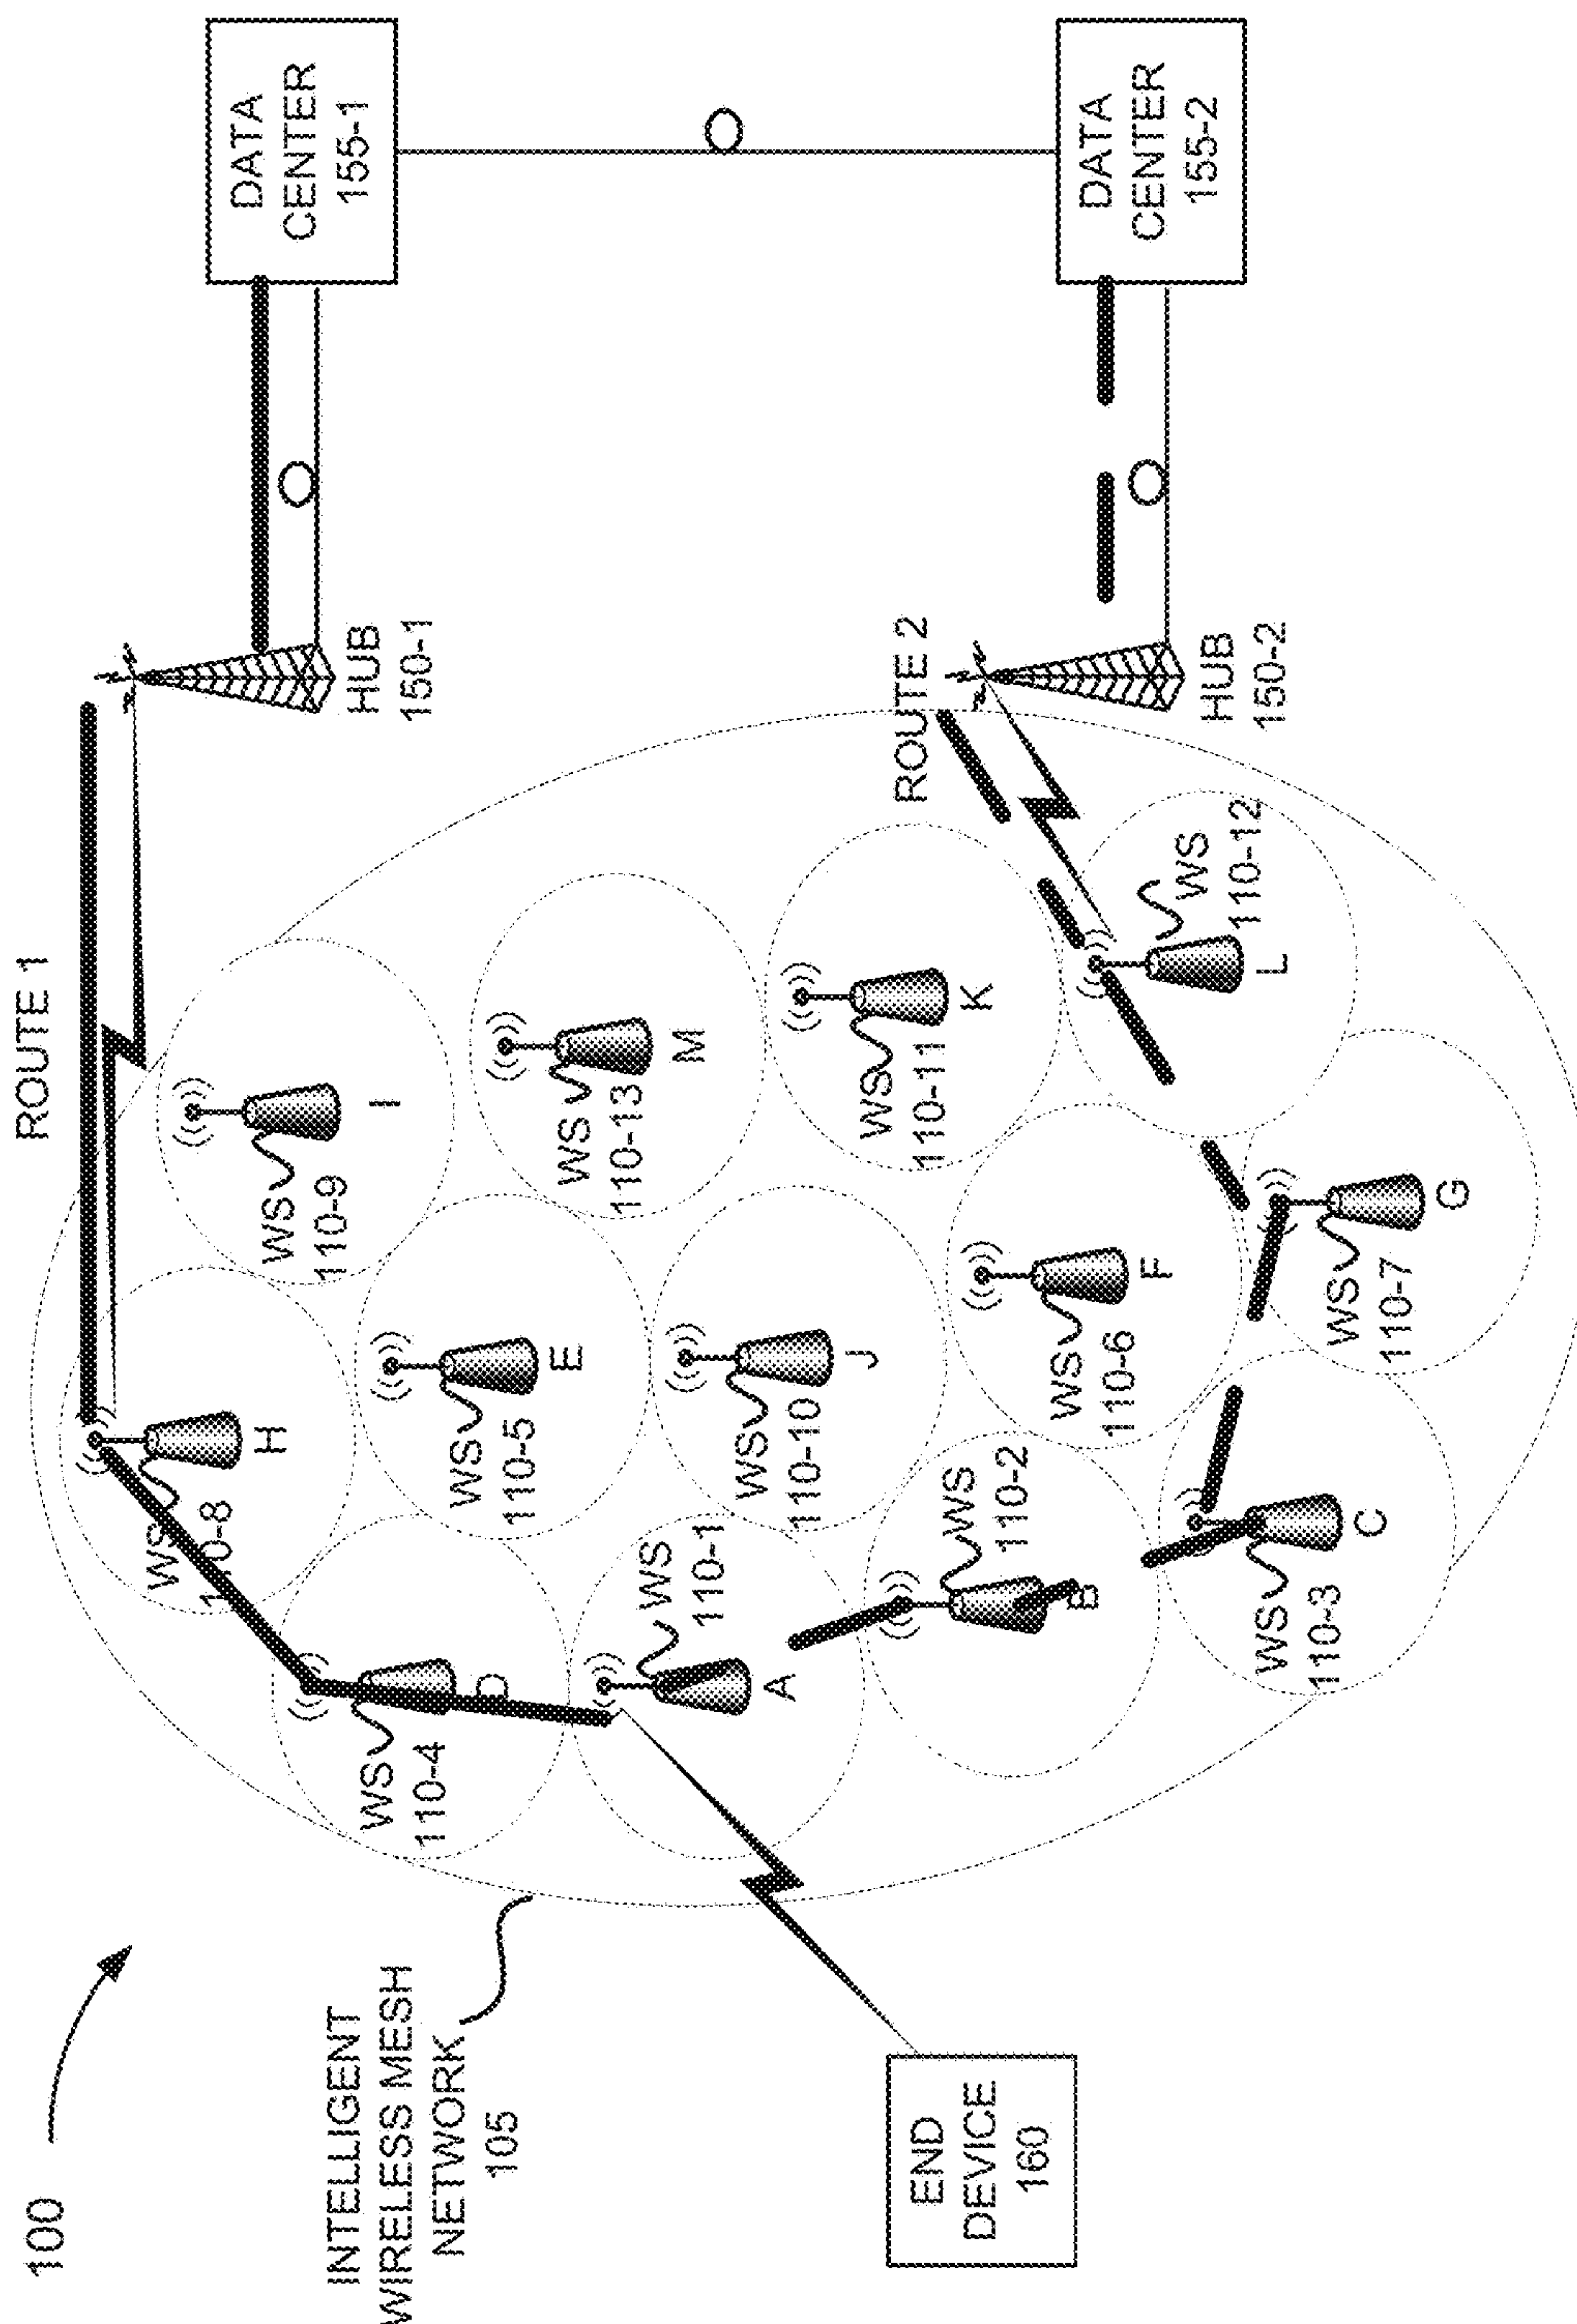 100
ROUTE 1
DATA
CENTER
155-1
HUB
150-1
WS
110-8
H
WS
110-9
I
INTELLIGENT
WIRELESS MESH
NETWORK
105
WS
110-4
D
WS
110-5
E
WS
110-13
M
WS
110-1
A
WS
110-10
J
WS
110-11
K
ROUTE 2
WS
110-2
B
WS
110-6
F
WS
110-12
L
HUB
150-2
DATA
CENTER
155-2
END
DEVICE
160
WS
110-3
C
WS
110-7
G